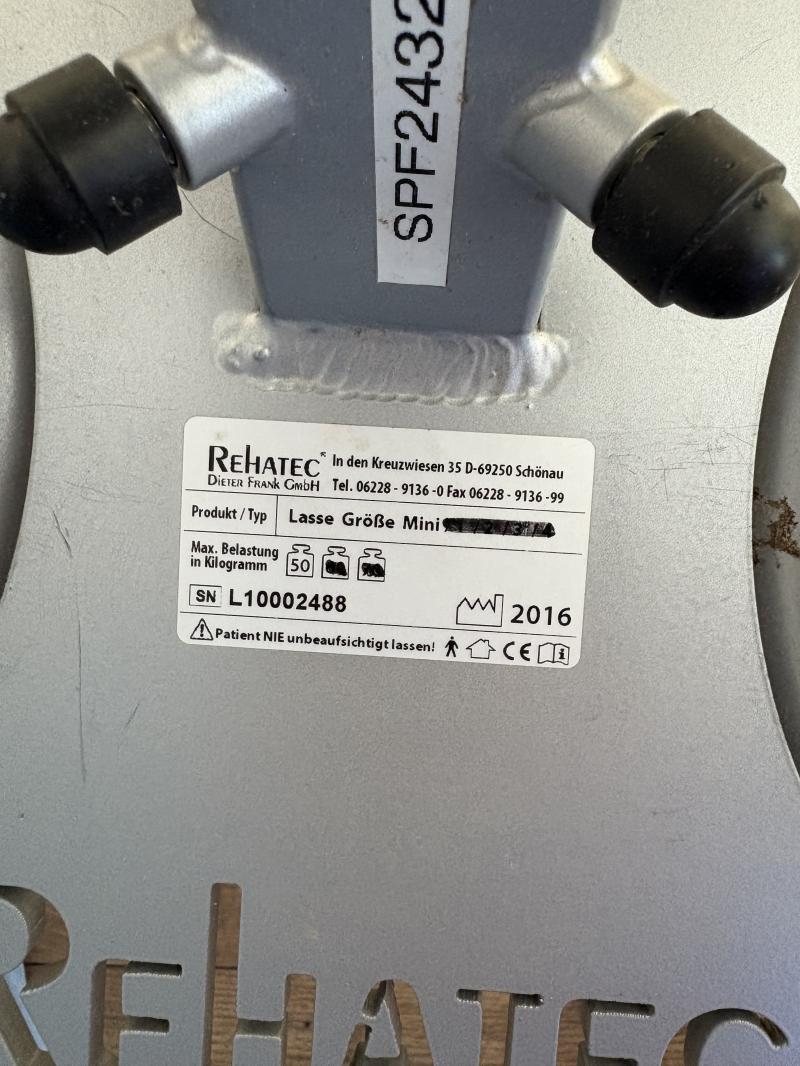 SPF2432
REHATEC® In den Kreuzwiesen 35 D-69250 Schönau
DIETER FRANK GMBH Tel. 06228 - 9136 -0 Fax 06228 - 9136 -99
Produkt / Typ Lasse Größe Mini
Max. Belastung
in Kilogramm 50
SN L10002488 2016
Patient NIE unbeaufsichtigt lassen! CE i
REHATEC